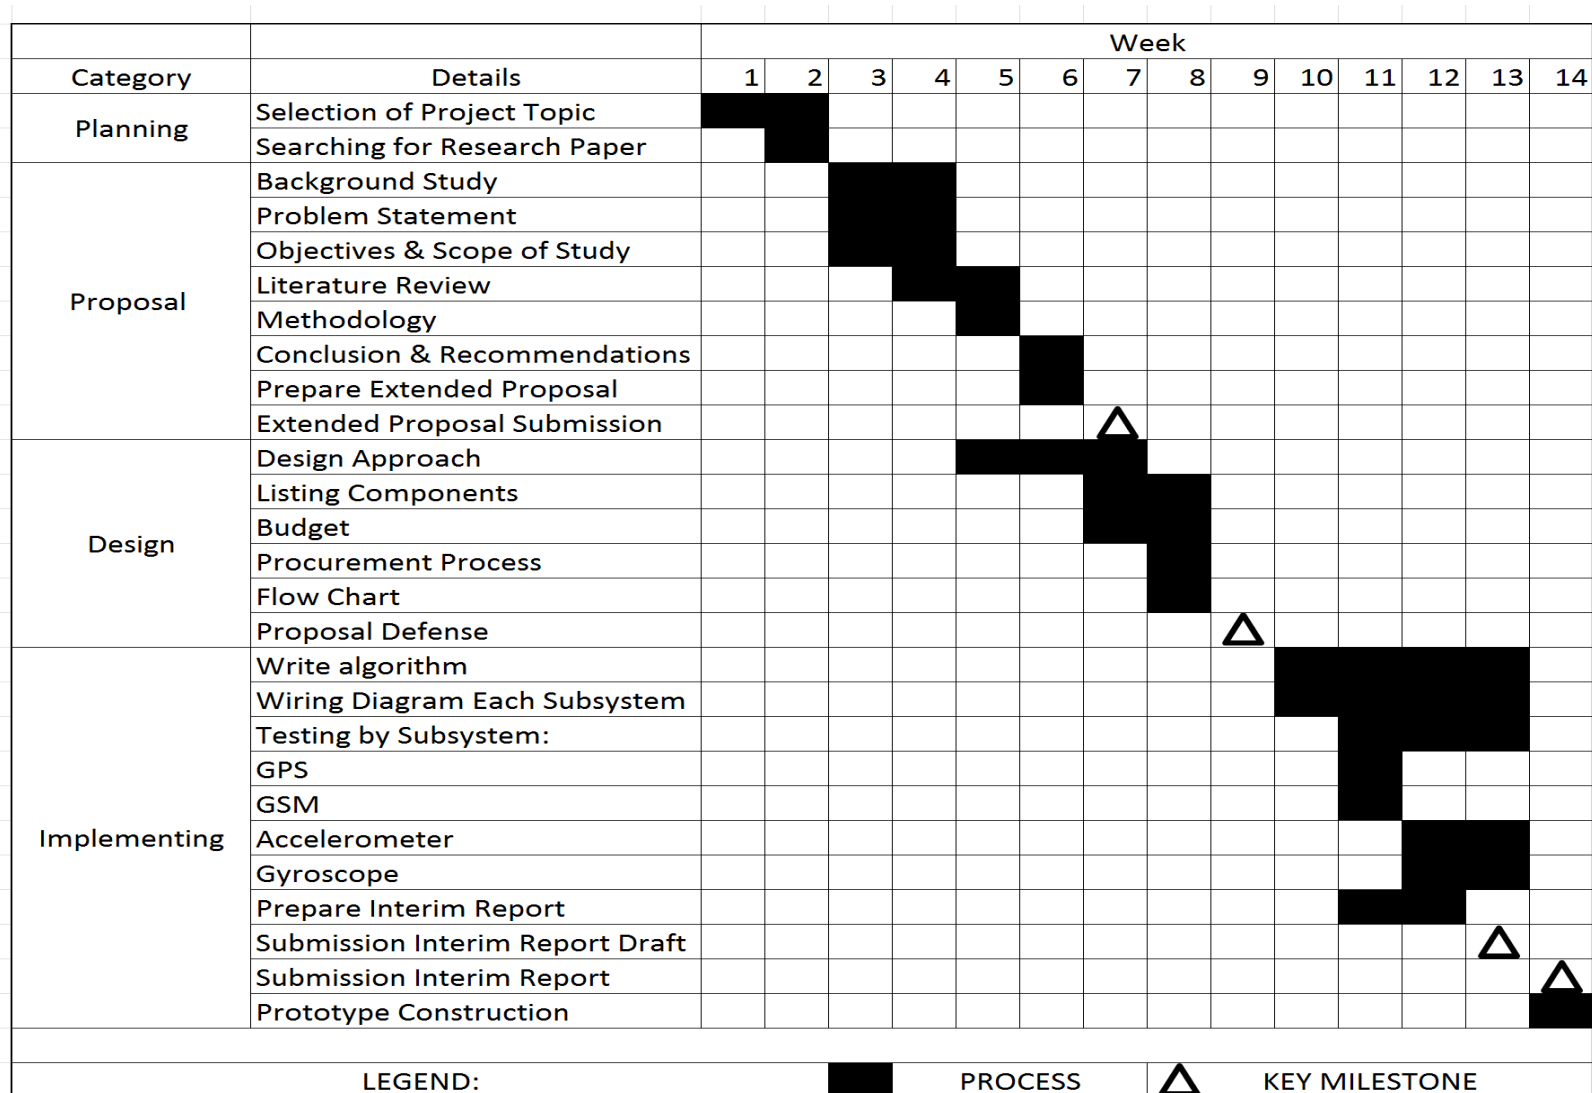 Week
Category Details 1 2 3 4 5 6 7 8 9 10 11 12 13 14
Planning
Selection of Project Topic
Searching for Research Paper
Proposal
Background Study
Problem Statement
Objectives & Scope of Study
Literature Review
Methodology
Conclusion & Recommendations
Prepare Extended Proposal
Extended Proposal Submission
Design
Design Approach
Listing Components
Budget
Procurement Process
Flow Chart
Proposal Defense
Implementing
Write algorithm
Wiring Diagram Each Subsystem
Testing by Subsystem:
GPS
GSM
Accelerometer
Gyroscope
Prepare Interim Report
Submission Interim Report Draft
Submission Interim Report
Prototype Construction
LEGEND: PROCESS KEY MILESTONE